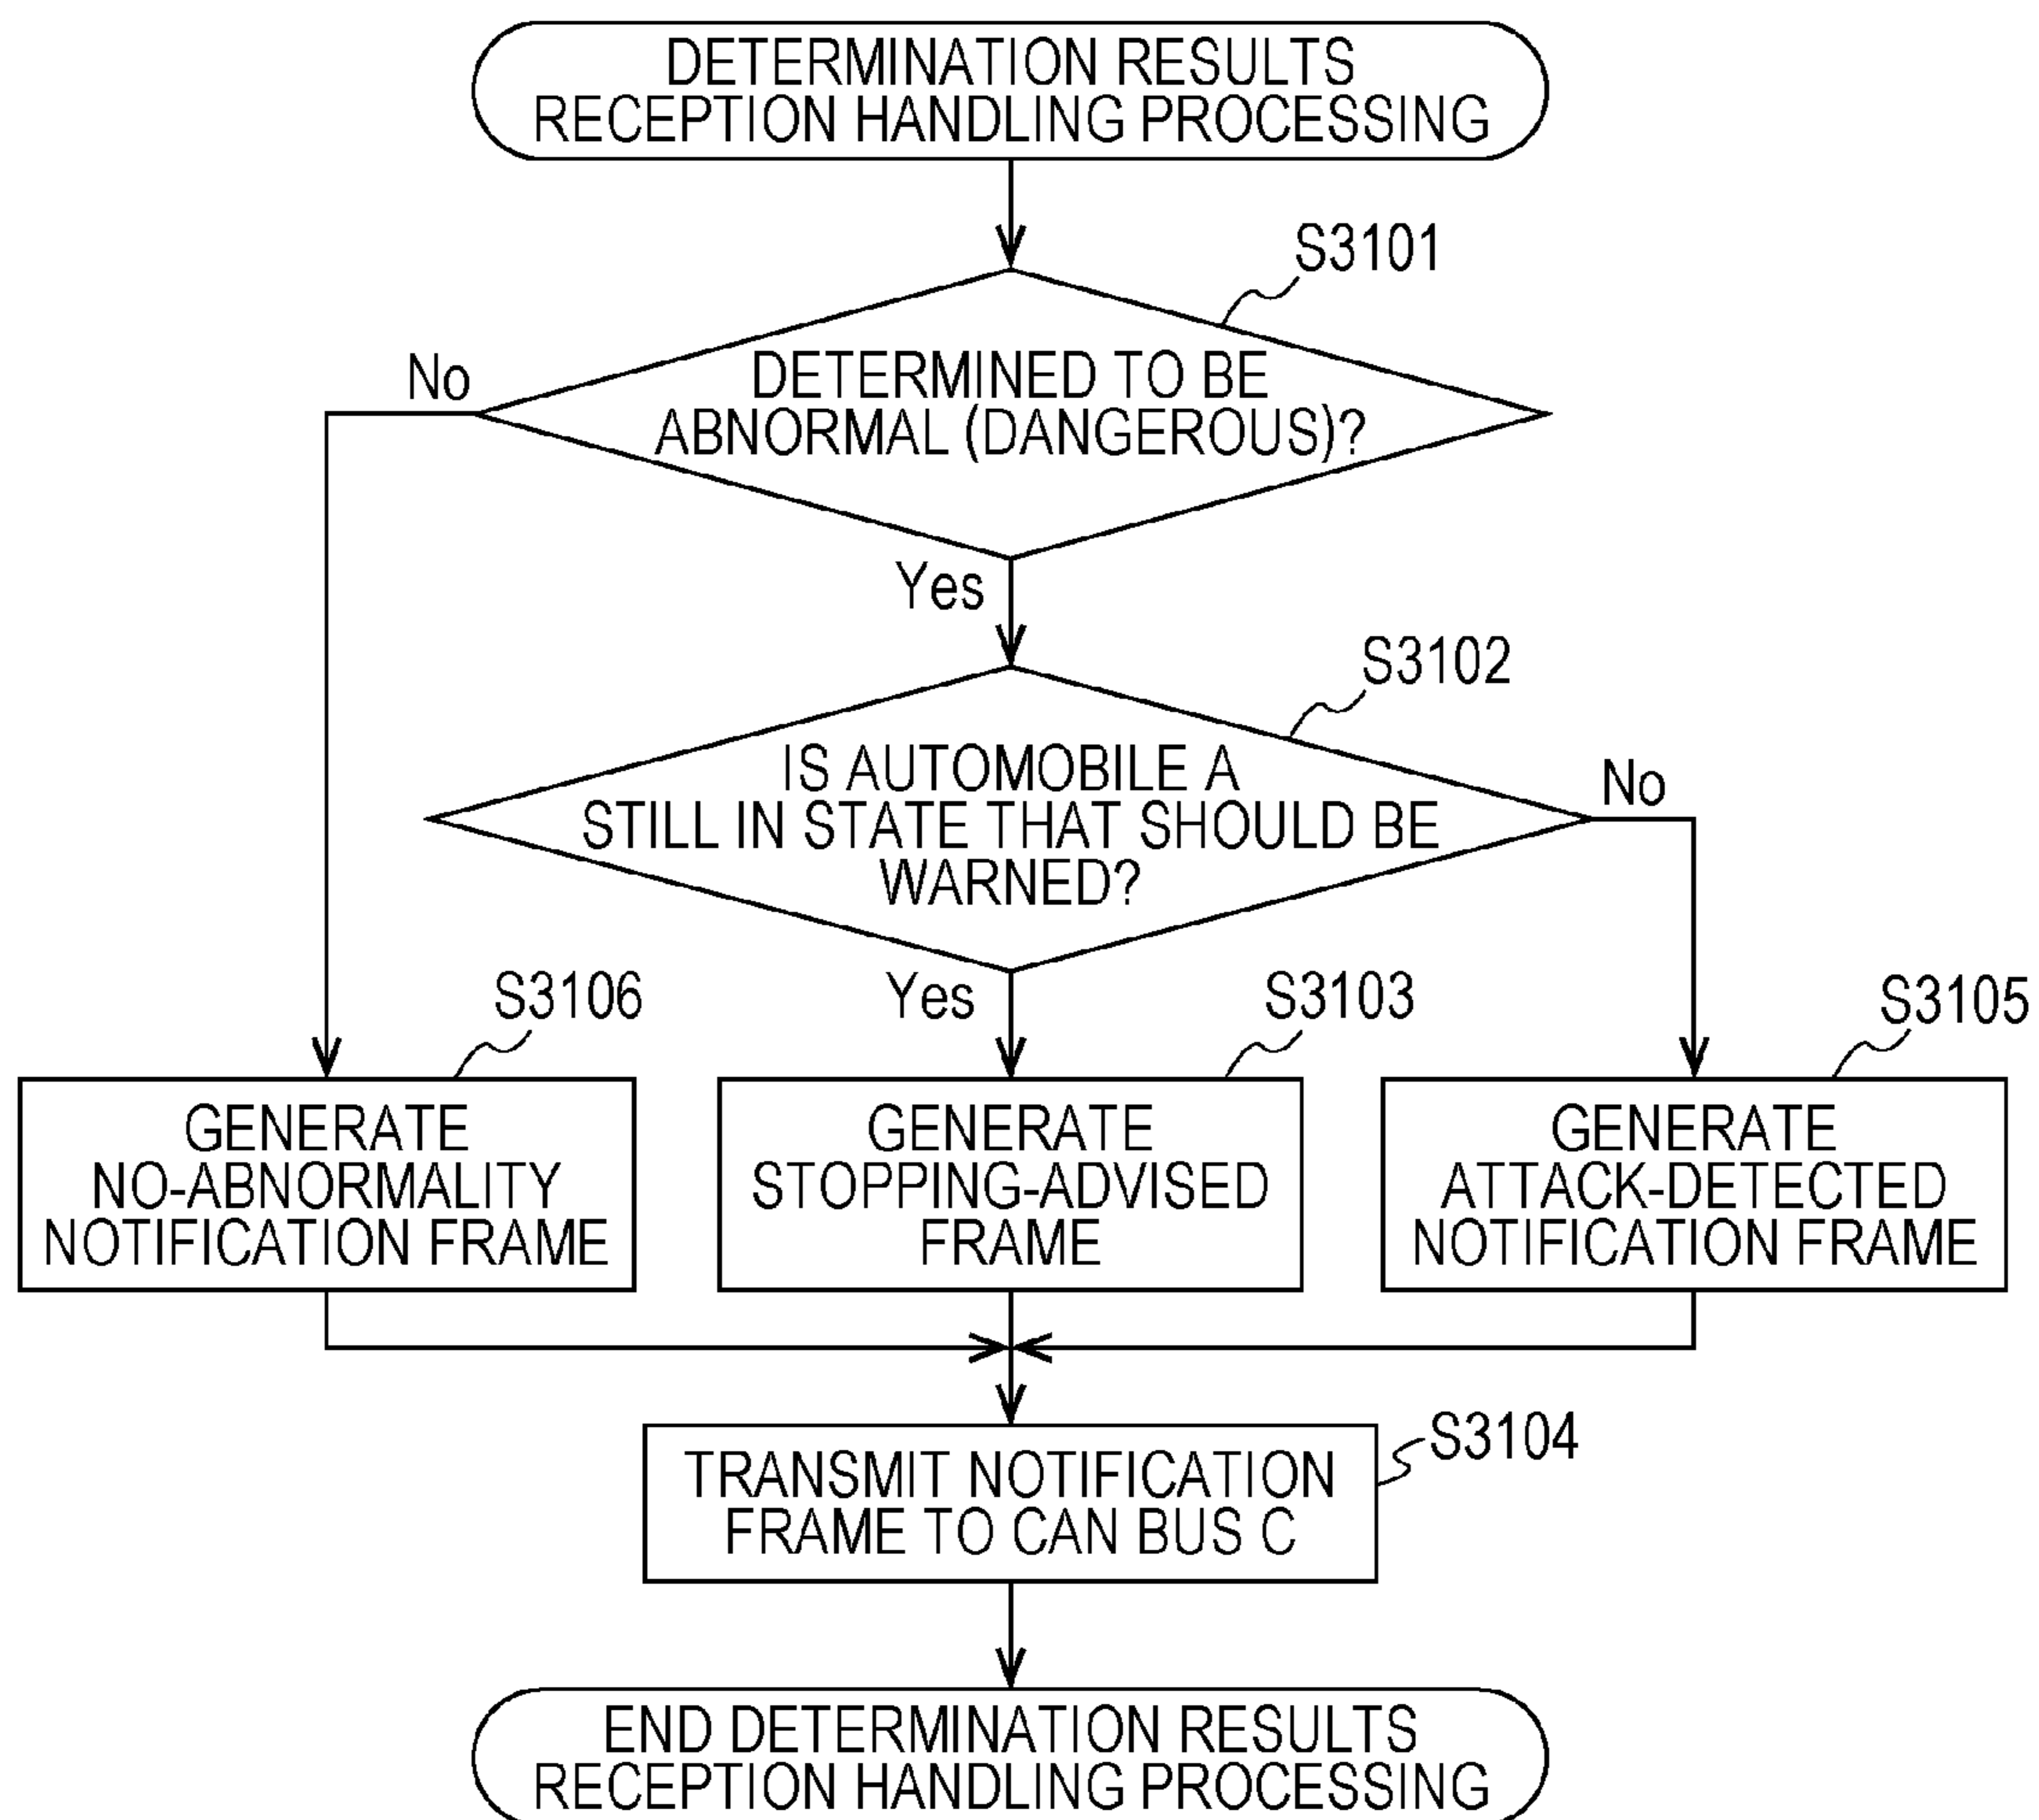 DETERMINATION RESULTS
RECEPTION HANDLING PROCESSING
S3101
No
DETERMINED TO BE
ABNORMAL (DANGEROUS)?
Yes
S3102
IS AUTOMOBILE A
STILL IN STATE THAT SHOULD BE
WARNED?
No
Yes
S3106
GENERATE
NO-ABNORMALITY
NOTIFICATION FRAME
S3103
GENERATE
STOPPING-ADVISED
FRAME
S3105
GENERATE
ATTACK-DETECTED
NOTIFICATION FRAME
S3104
TRANSMIT NOTIFICATION
FRAME TO CAN BUS C
END DETERMINATION RESULTS
RECEPTION HANDLING PROCESSING